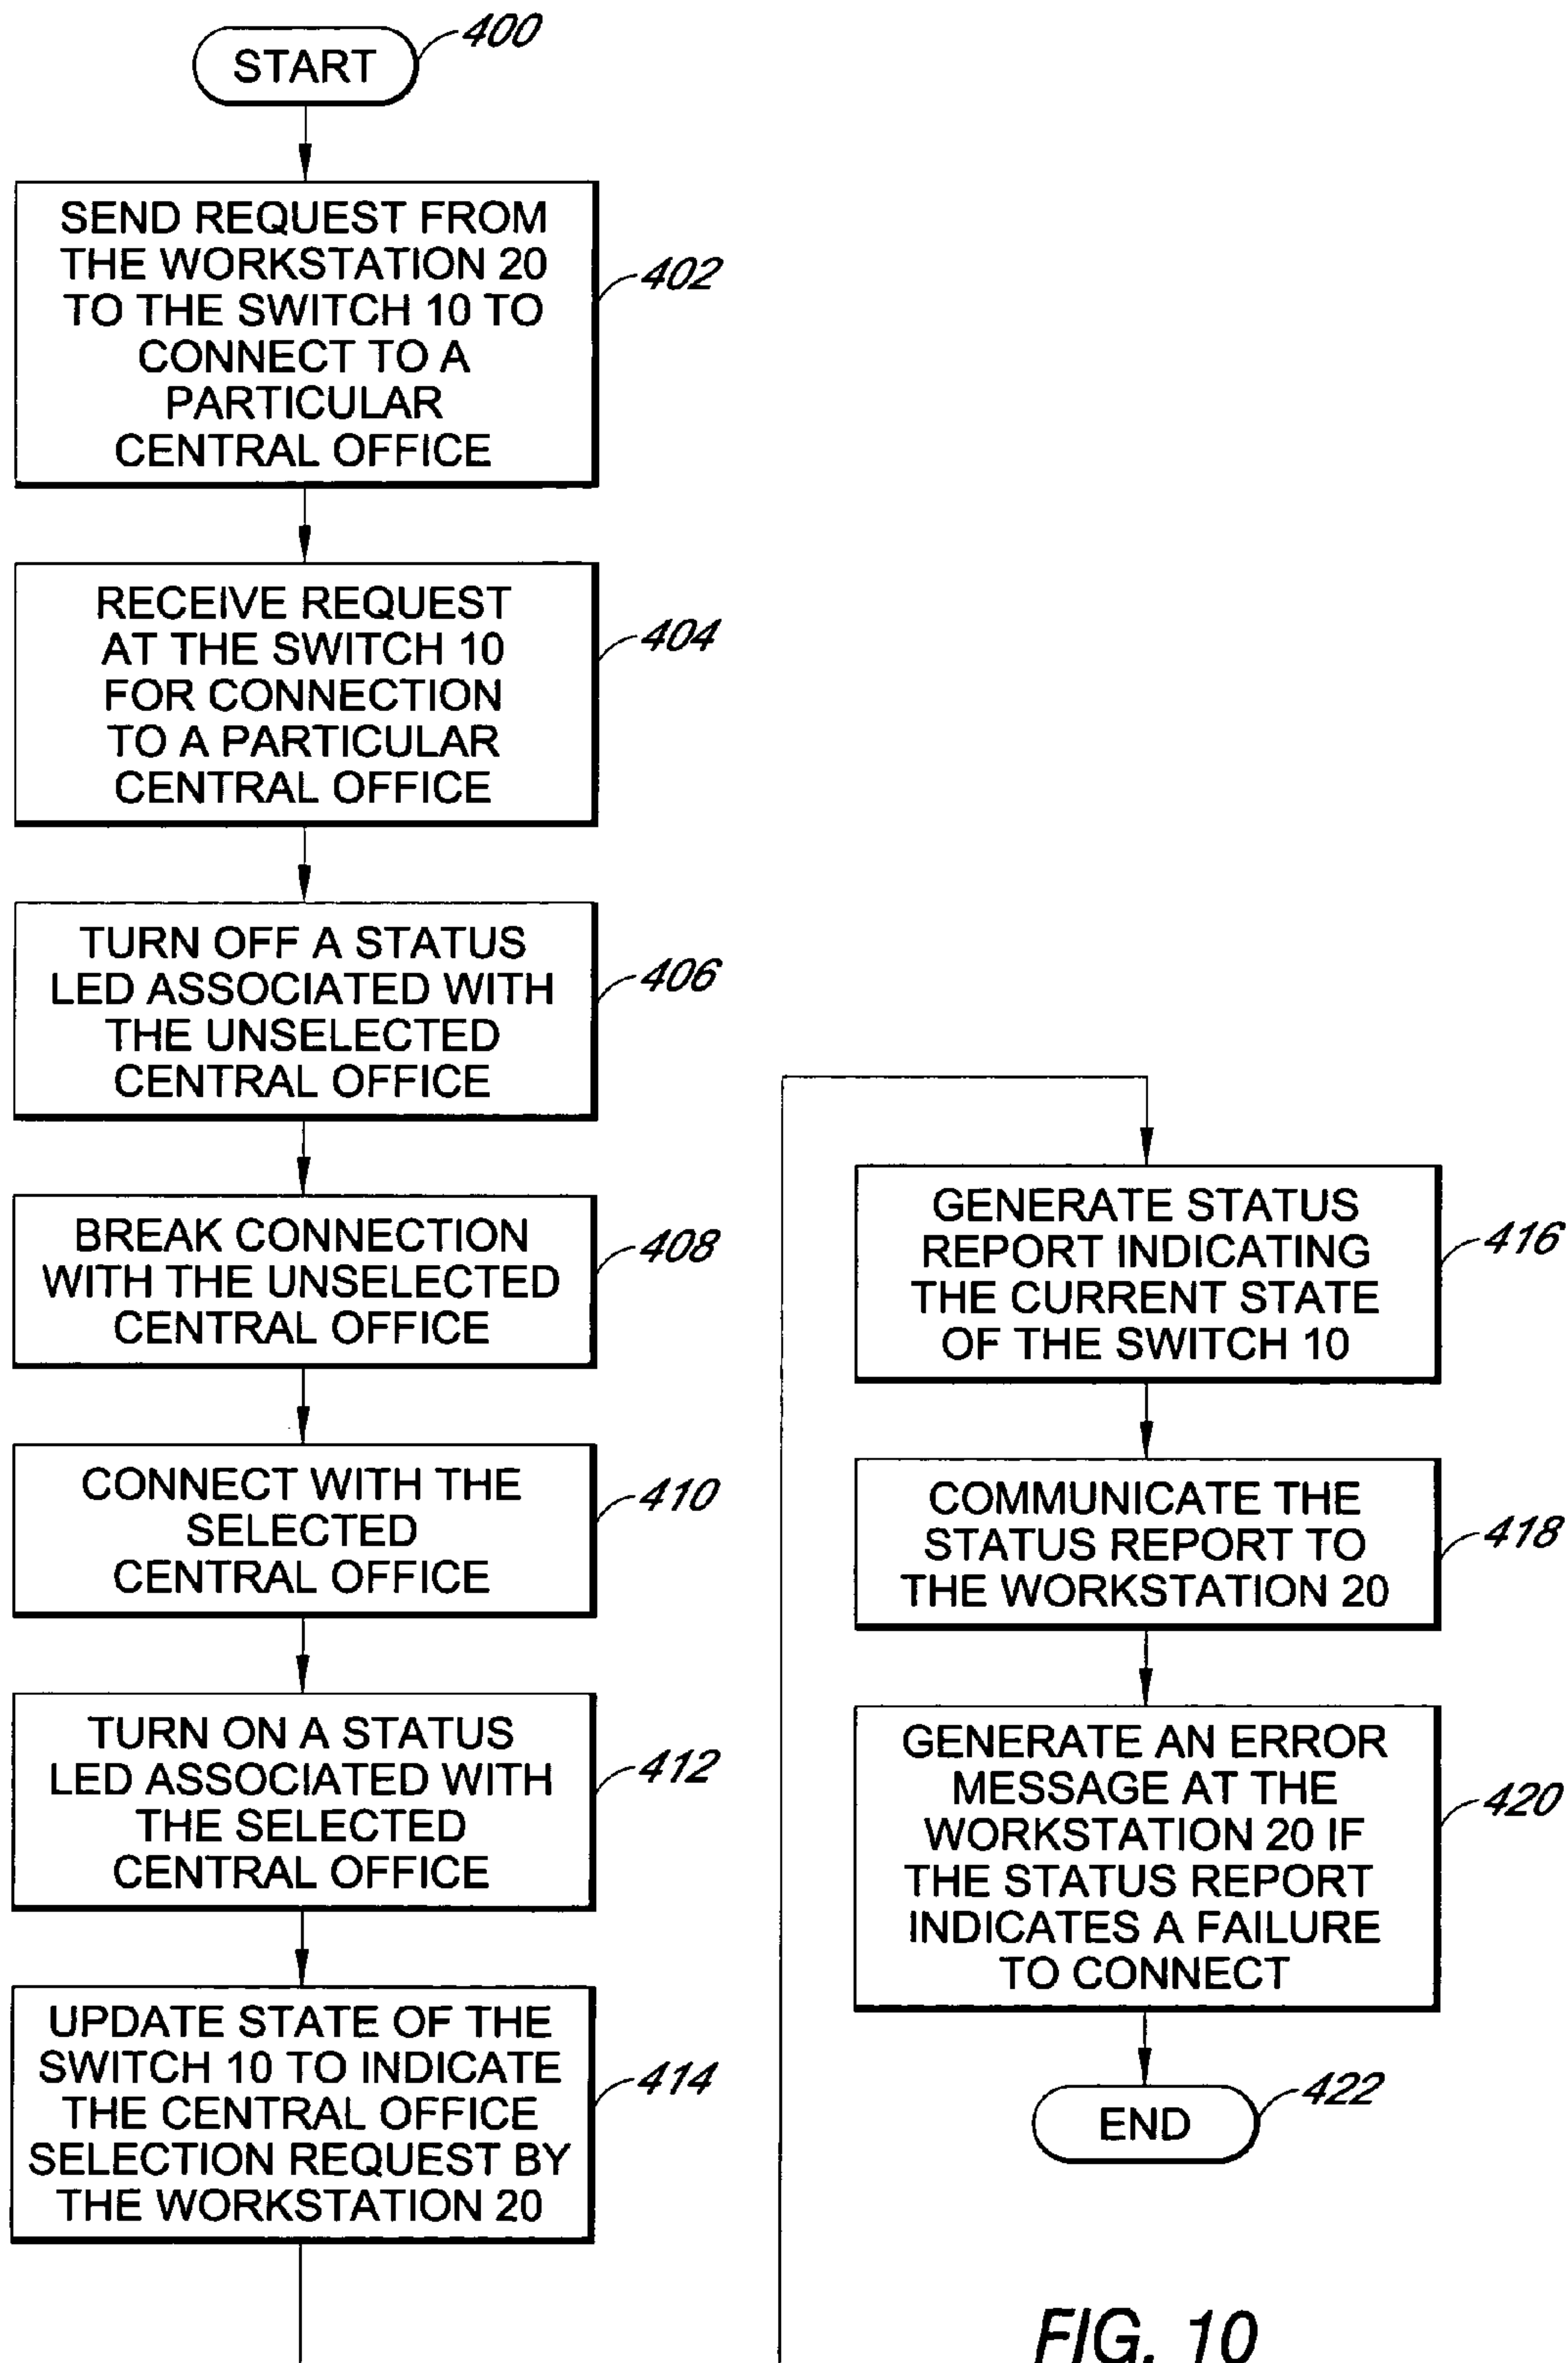 START
400
SEND REQUEST FROM
THE WORKSTATION 20
TO THE SWITCH 10 TO
CONNECT TO A
PARTICULAR
CENTRAL OFFICE
402
RECEIVE REQUEST
AT THE SWITCH 10
FOR CONNECTION
TO A PARTICULAR
CENTRAL OFFICE
404
TURN OFF A STATUS
LED ASSOCIATED WITH
THE UNSELECTED
CENTRAL OFFICE
406
BREAK CONNECTION
WITH THE UNSELECTED
CENTRAL OFFICE
408
CONNECT WITH THE
SELECTED
CENTRAL OFFICE
410
TURN ON A STATUS
LED ASSOCIATED WITH
THE SELECTED
CENTRAL OFFICE
412
UPDATE STATE OF THE
SWITCH 10 TO INDICATE
THE CENTRAL OFFICE
SELECTION REQUEST BY
THE WORKSTATION 20
414
GENERATE STATUS
REPORT INDICATING
THE CURRENT STATE
OF THE SWITCH 10
416
COMMUNICATE THE
STATUS REPORT TO
THE WORKSTATION 20
418
GENERATE AN ERROR
MESSAGE AT THE
WORKSTATION 20 IF
THE STATUS REPORT
INDICATES A FAILURE
TO CONNECT
420
END
422
FIG. 10